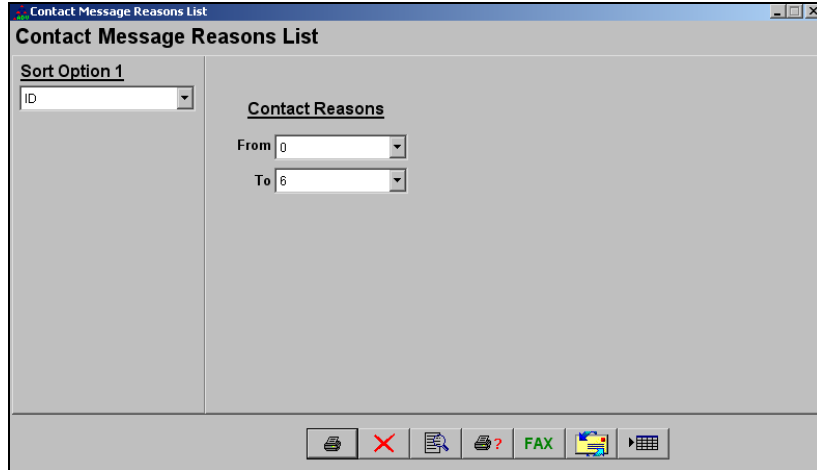 Contact Message Reasons List
Contact Message Reasons List
Sort Option 1
ID
Contact Reasons
From 0
To 6
? FAX